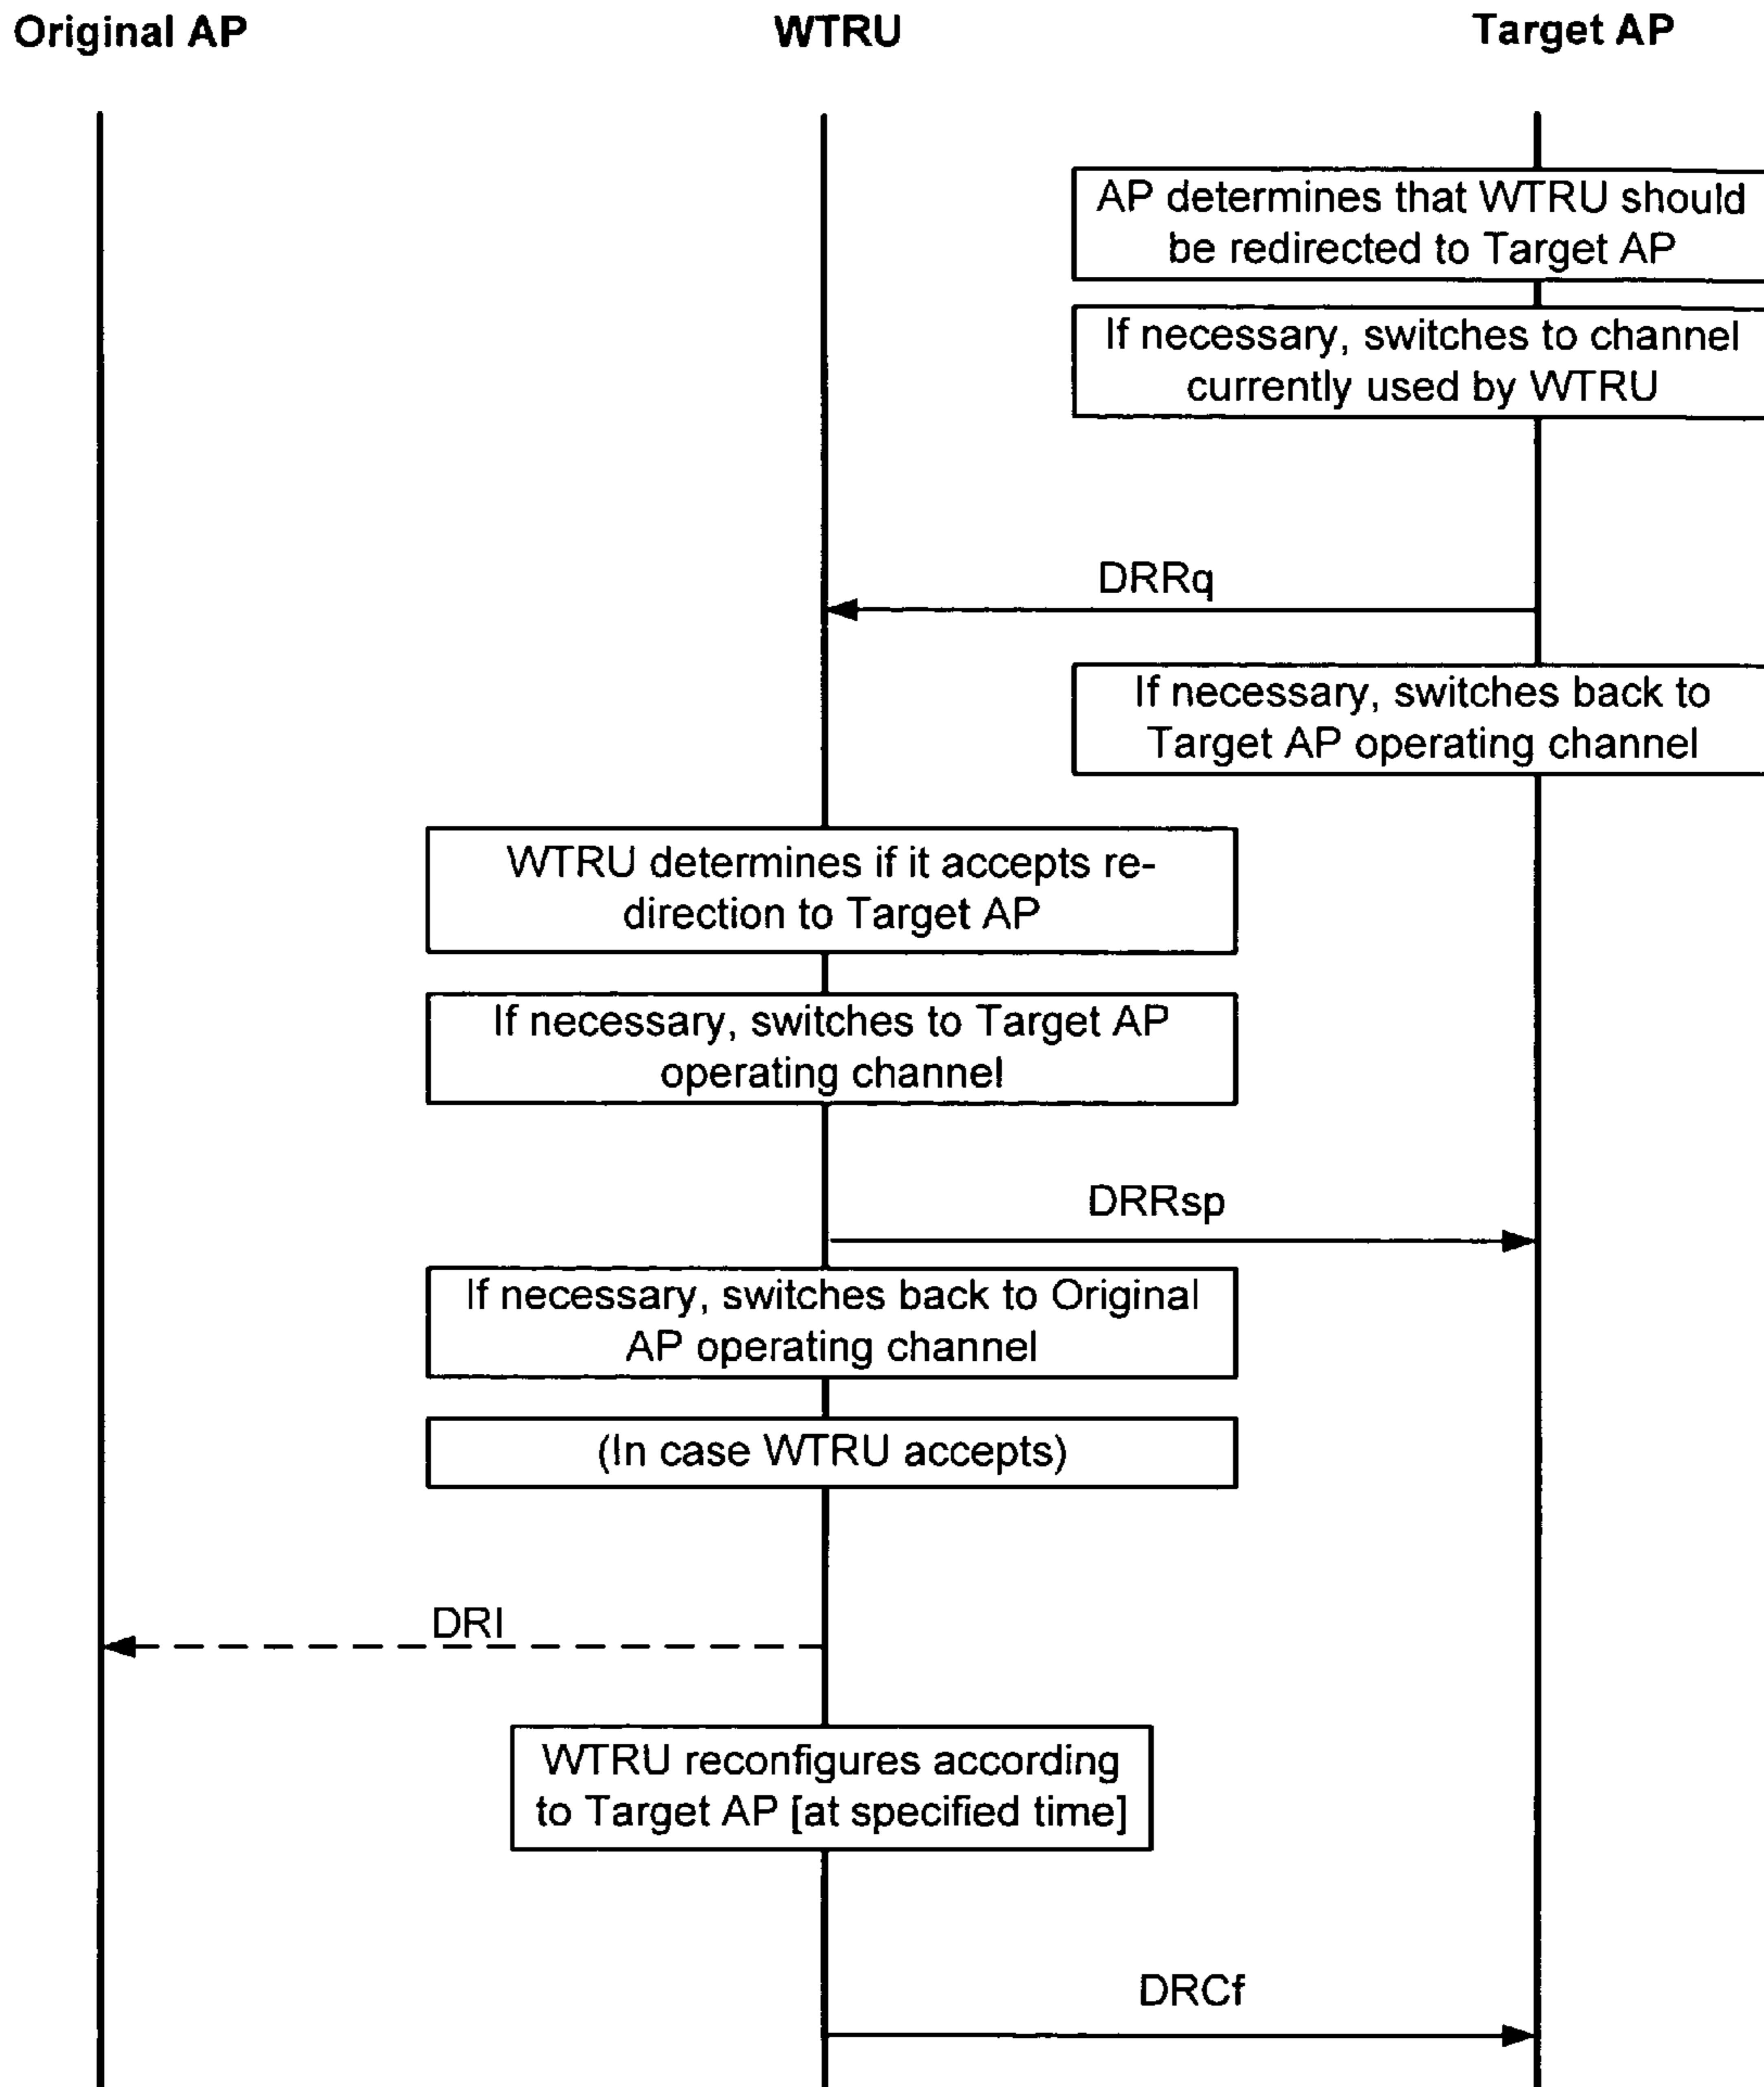 Original AP
WTRU
Target AP
AP determines that WTRU should
be redirected to Target AP
If necessary, switches to channel
currently used by WTRU
DRRq
If necessary, switches back to
Target AP operating channel
WTRU determines if it accepts re-
direction to Target AP
If necessary, switches to Target AP
operating channel
DRRsp
If necessary, switches back to Original
AP operating channel
(In case WTRU accepts)
DRI
WTRU reconfigures according
to Target AP [at specified time]
DRCf